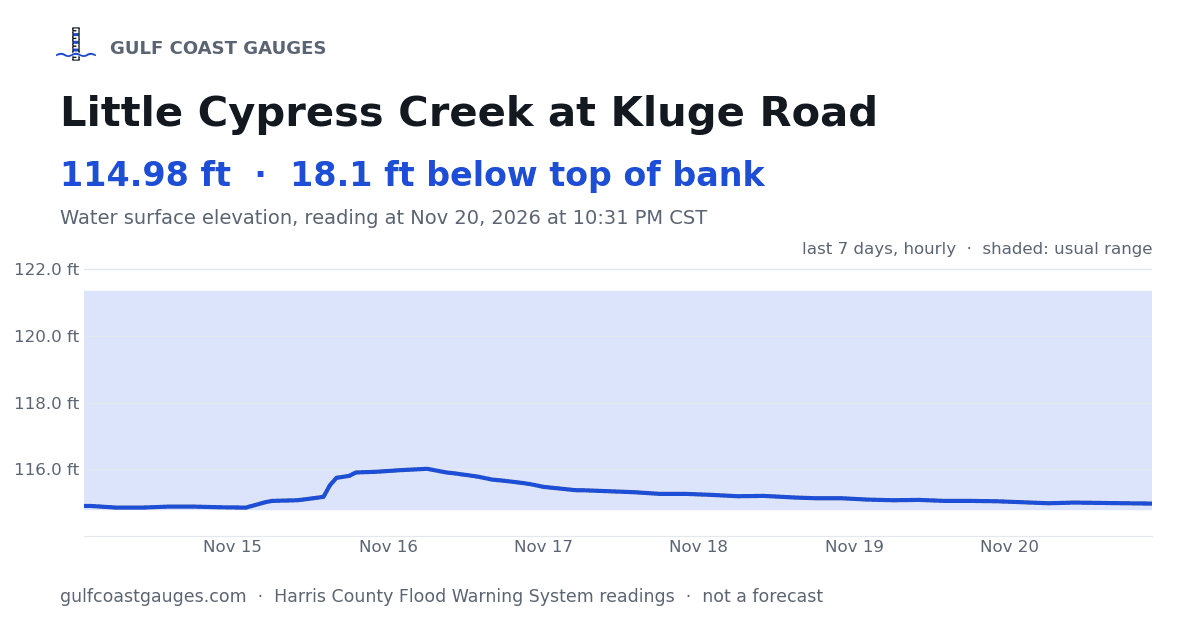 GULF COAST GAUGES
Little Cypress Creek at Kluge Road
114.98 ft · 18.1 ft below top of bank
Water surface elevation, reading at Nov 20, 2026 at 10:31 PM CST
last 7 days, hourly · shaded: usual range
122.0 ft
120.0 ft
118.0 ft
116.0 ft
Nov 15 Nov 16 Nov 17 Nov 18 Nov 19 Nov 20
gulfcoastgauges.com · Harris County Flood Warning System readings · not a forecast